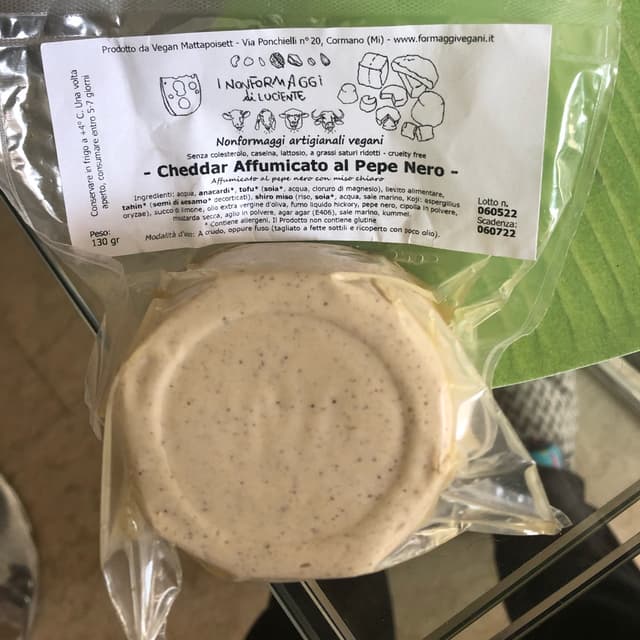 Prodotto da Vegan Mattapoisett - Via Ponchielli n° 20, Cormano (Mi) - www.formaggivegani.it
I NONFORMAGGI
di LUCIENTE
Nonformaggi artigianali vegani
Senza colesterolo, caseina, lattosio, a grassi saturi ridotti - cruelty free
- Cheddar Affumicato al Pepe Nero -
Affumicato al pepe nero con miso chiaro
Ingredienti: acqua, anacardi*, tofu* (soia*, acqua, cloruro di magnesio), lievito alimentare,
tahin* (semi di sesamo* decorticati), shiro miso (riso, soia*, acqua, sale marino, Koji: aspergillus
oryzae), succo di limone, olio extra vergine d'oliva, fumo liquido hickory, pepe nero, cipolla in polvere,
mostarda secca, aglio in polvere, agar agar (E406), sale marino, kummel.
* Contiene allergeni. Il Prodotto non contiene glutine
Modalità d'uso: A crudo, oppure fuso (tagliato a fette sottili e ricoperto con poco olio).
Conservare in frigo a +4° C. Una volta
aperto, consumare entro 5-7 giorni
Peso:
130 gr
Lotto n.
060522
Scadenza:
060722